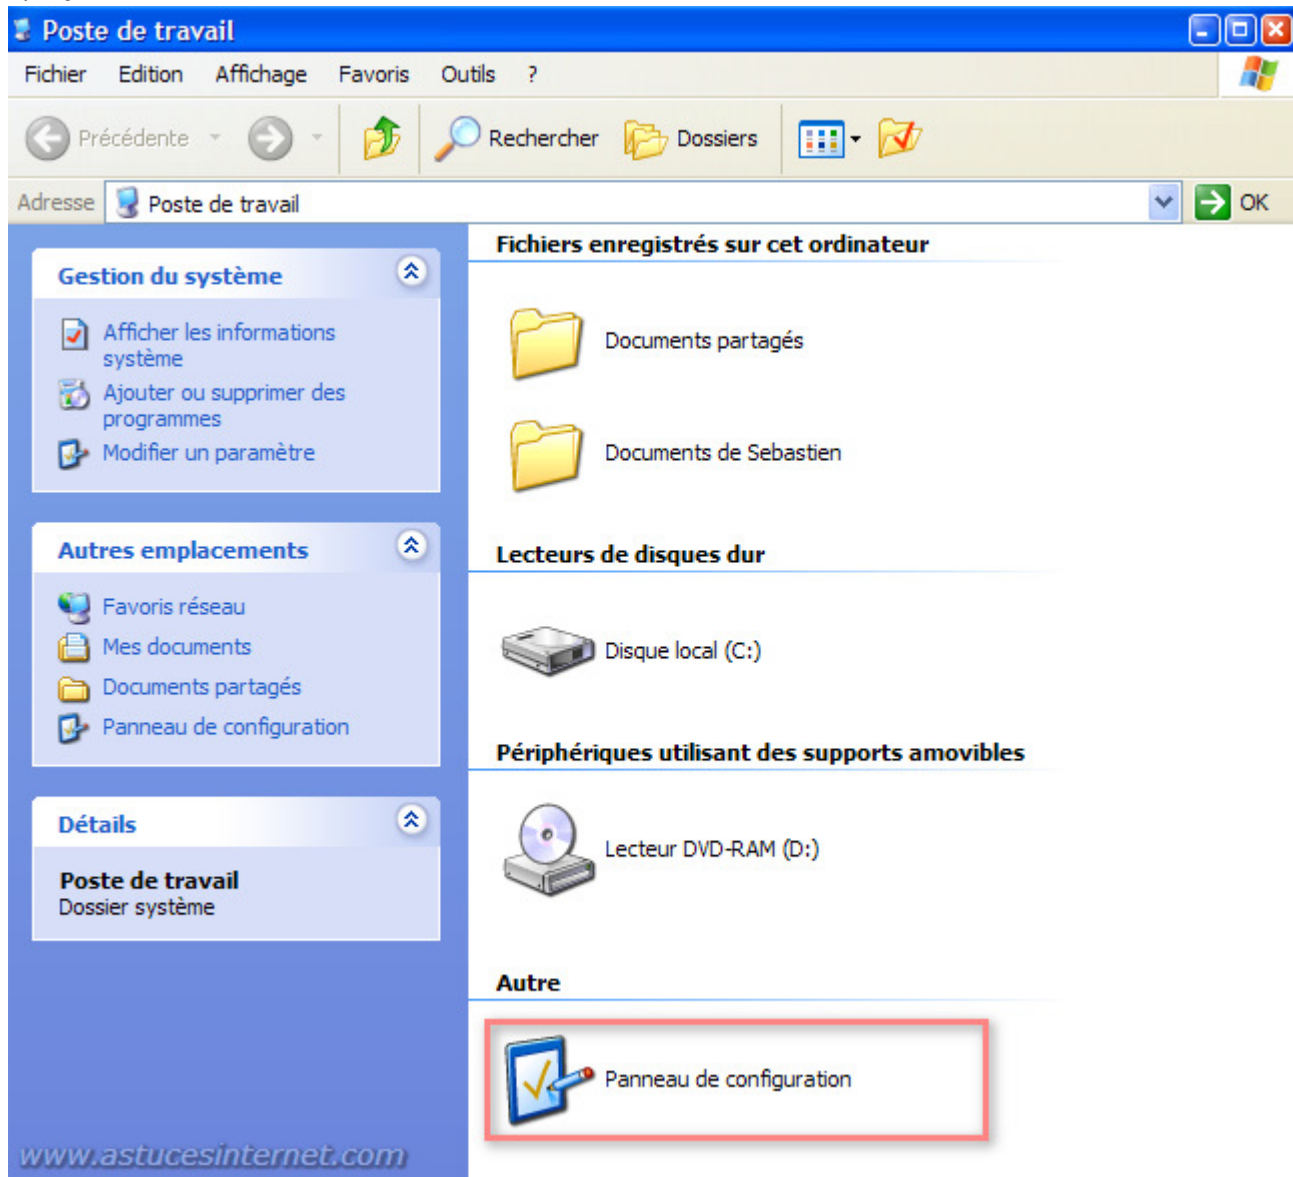 Poste de travail
Fichier Edition Affichage Favoris Outils ?
Précédente Rechercher Dossiers
Adresse Poste de travail OK
Gestion du système
Afficher les informations
système
Ajouter ou supprimer des
programmes
Modifier un paramètre
Autres emplacements
Favoris réseau
Mes documents
Documents partagés
Panneau de configuration
Détails
Poste de travail
Dossier système
www.astucesinternet.com
Fichiers enregistrés sur cet ordinateur
Documents partagés
Documents de Sebastien
Lecteurs de disques dur
Disque local (C:)
Périphériques utilisant des supports amovibles
Lecteur DVD-RAM (D:)
Autre
Panneau de configuration